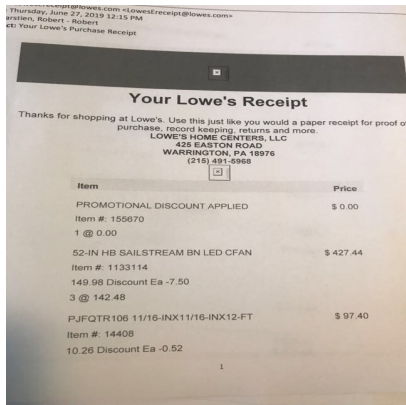 Thursday, June 27, 2019 12:15 PM
Robert - Robert
Your Lowe's Purchase Receipt
Your Lowe's Receipt
Thanks for shopping at Lowe's. Use this just like you would a paper receipt for proof of
purchase, record keeping, returns and more.
LOWE'S HOME CENTERS, LLC
425 EASTON ROAD
WARRINGTON, PA 18976
(215) 491-5968
Item Price
PROMOTIONAL DISCOUNT APPLIED $ 0.00
Item #: 155670
1 @ 0.00
52-IN HB SAILSTREAM BN LED CFAN $ 427.44
Item #: 1133114
149.98 Discount Ea -7.50
3 @ 142.48
PJFQTR106 11/16-INX11/16-INX12-FT $ 97.40
Item #: 14408
10.26 Discount Ea -0.52
1